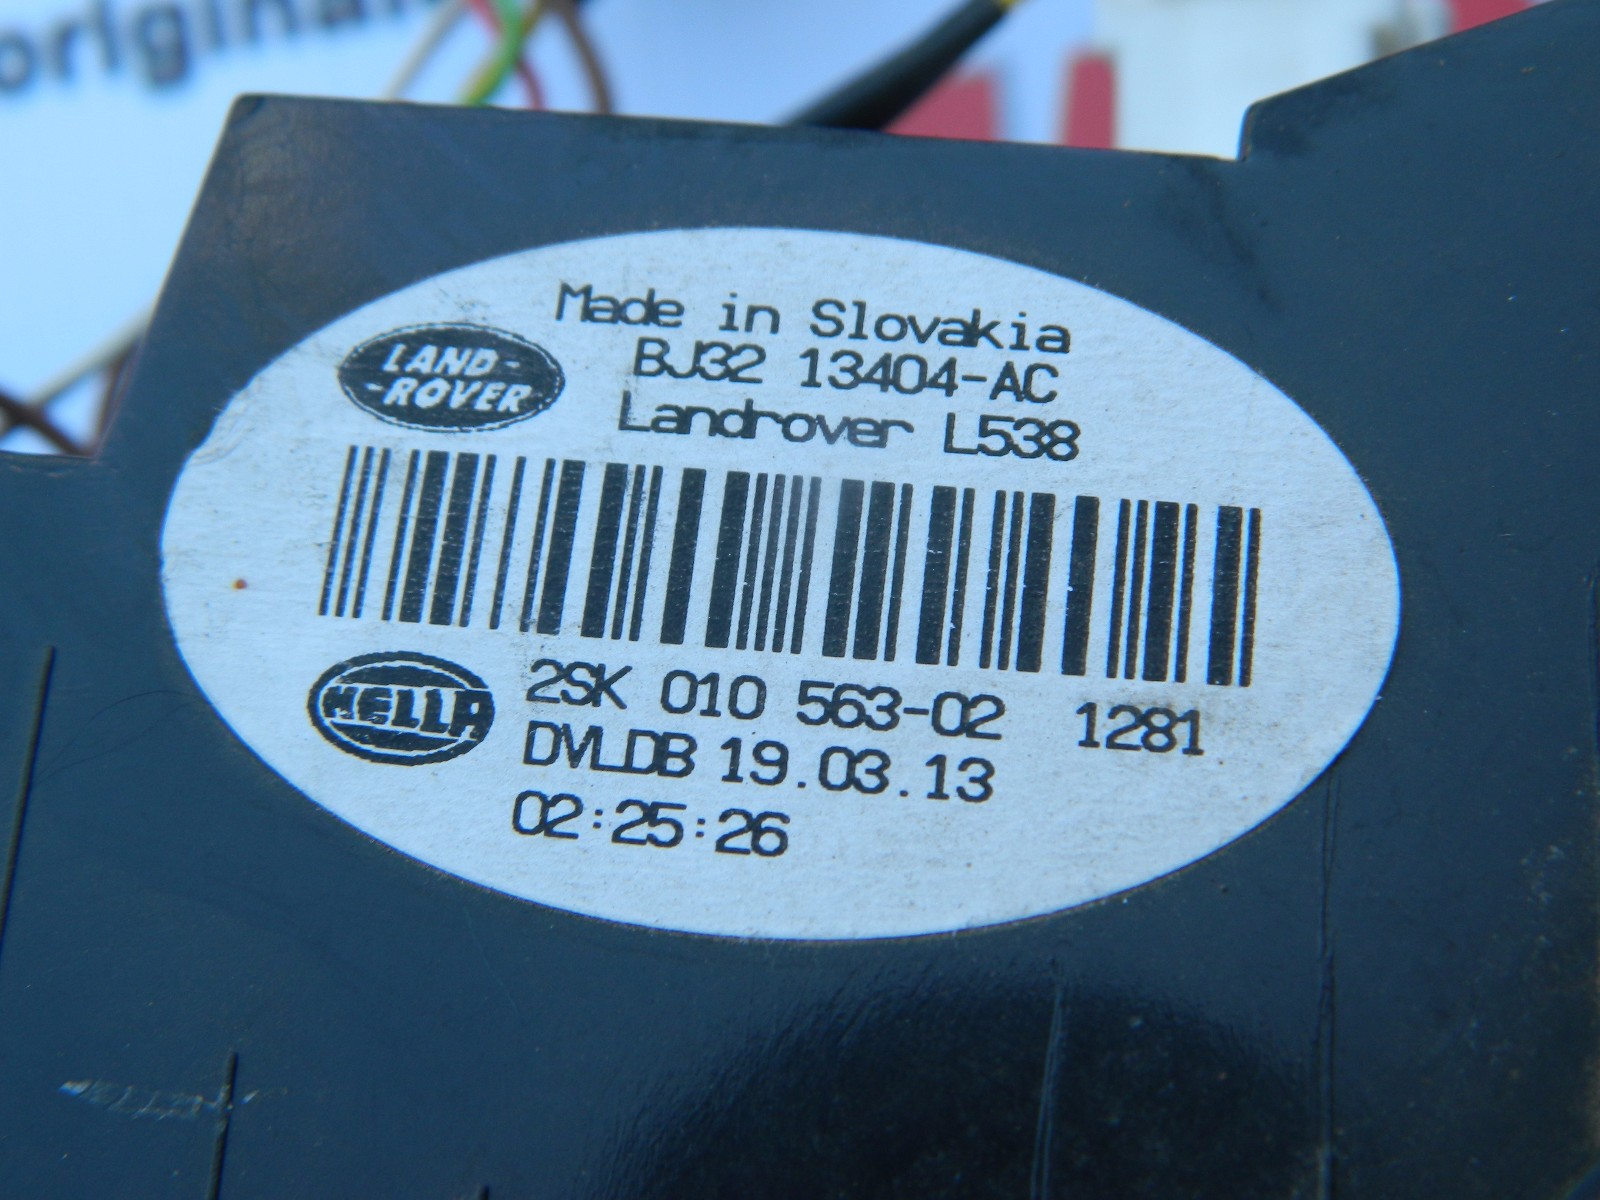 original
Made in Slovakia
LAND-
-ROVER
BJ32 13404-AC
Landrover L538
HELLA
2SK 010 563-02 1281
DVLDB 19.03.13
02:25:26